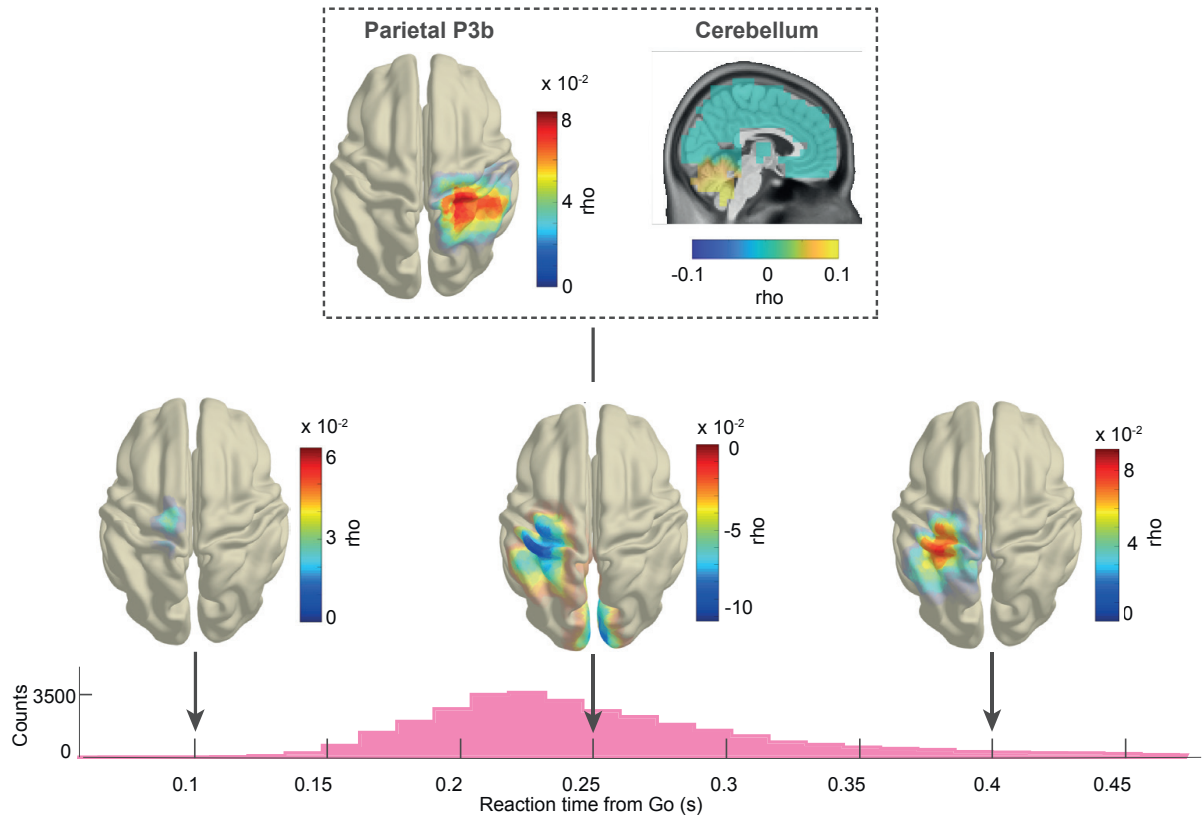 Parietal P3b
Cerebellum
x 10-2
8
4
0
rho
-0.1 0 0.1
rho
x 10-2
6
3
0
rho
x 10-2
0
-5
-10
rho
x 10-2
8
4
0
rho
Counts
3500
0
0.1 0.15 0.2 0.25 0.3 0.35 0.4 0.45
Reaction time from Go (s)